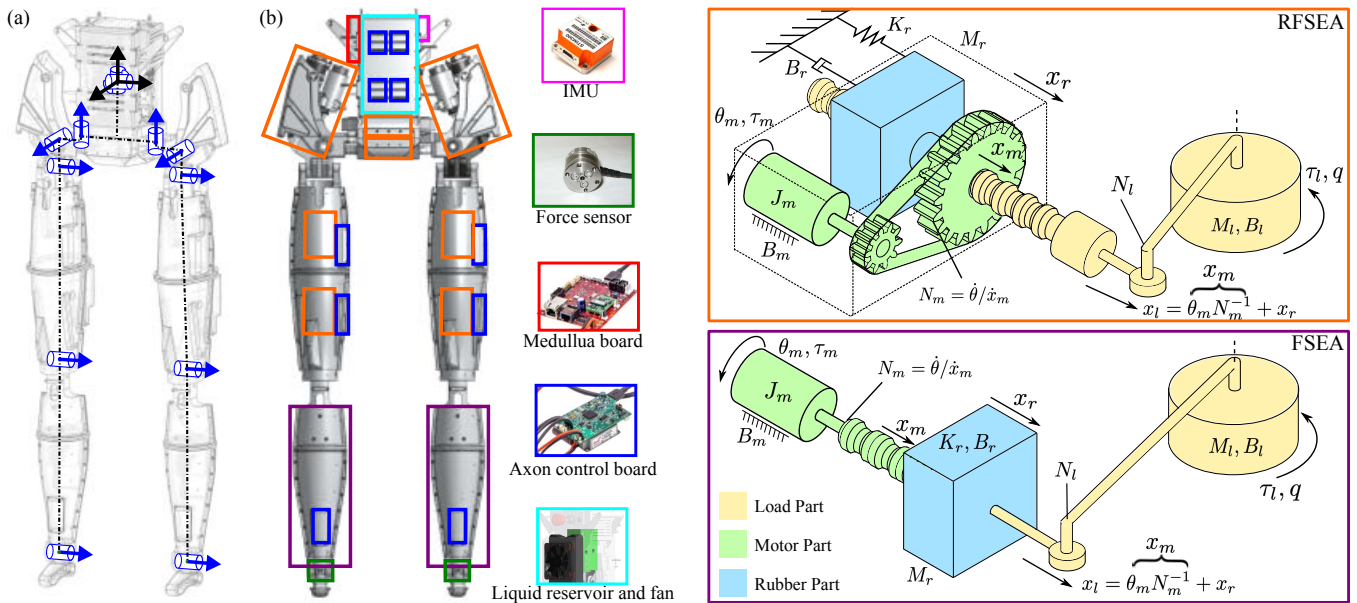 (a)
(b)
IMU
Force sensor
Medullua board
Axon control board
Liquid reservoir and fan
RFSEA
K_r
M_r
B_r
x_r
θ_m, τ_m
x_m
J_m
B_m
N_m = θ̇/ẋ_m
N_l
τ_l, q
M_l, B_l
x_m
x_l = θ_m N_m^{-1} + x_r
FSEA
θ_m, τ_m
N_m = θ̇/ẋ_m
J_m
B_m
x_m
x_r
K_r, B_r
M_r
N_l
M_l, B_l
τ_l, q
x_m
x_l = θ_m N_m^{-1} + x_r
Load Part
Motor Part
Rubber Part